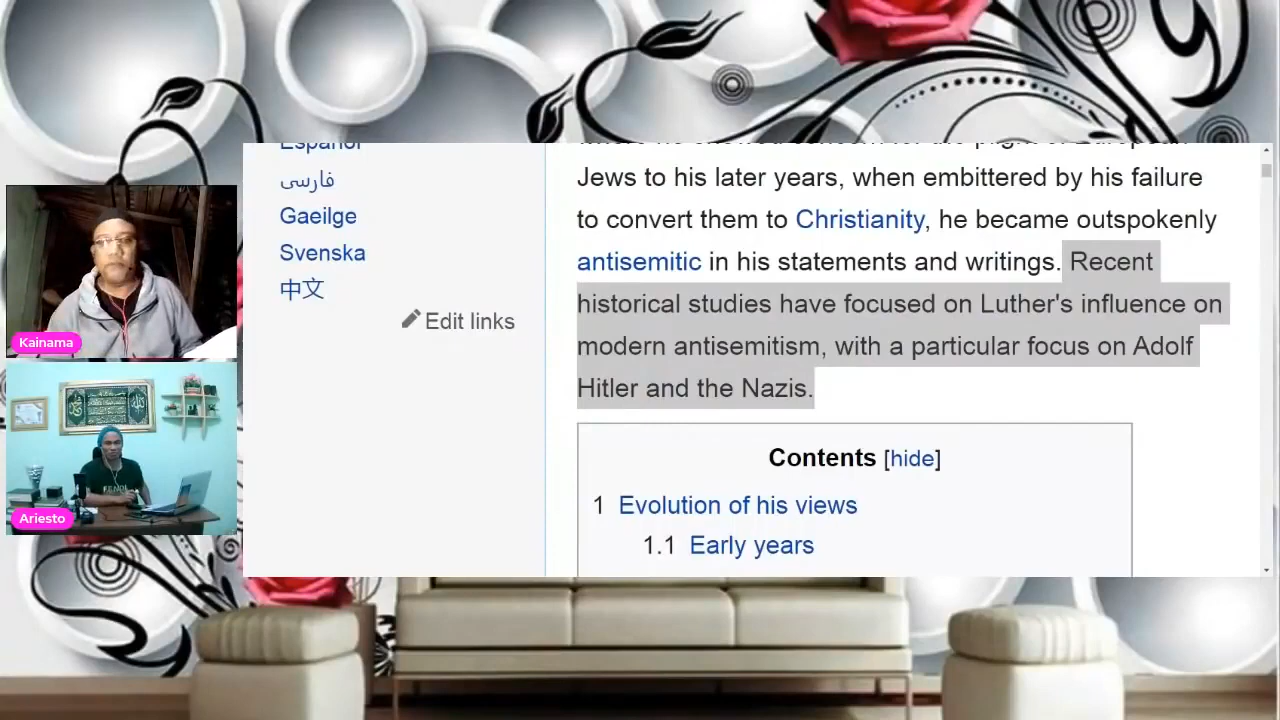 Español
فارسی
Gaeilge
Svenska
中文
Edit links
Jews to his later years, when embittered by his failure
to convert them to Christianity, he became outspokenly
antisemitic in his statements and writings. Recent
historical studies have focused on Luther's influence on
modern antisemitism, with a particular focus on Adolf
Hitler and the Nazis.
Contents [hide]
1 Evolution of his views
1.1 Early years
Kainama
Ariesto